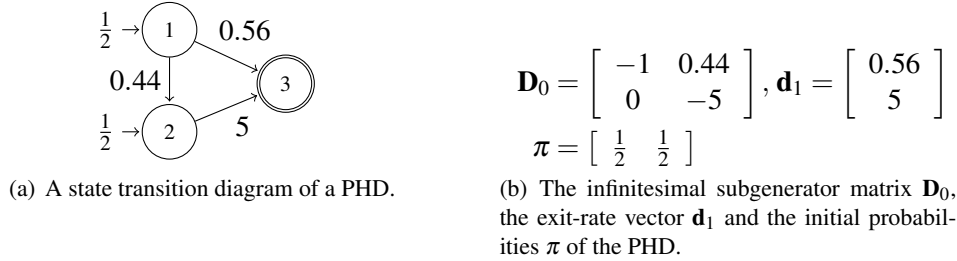 1/2 → 1 0.56
0.44 3
1/2 → 2 5
(a) A state transition diagram of a PHD.
D₀ = [ −1 0.44 ; 0 −5 ], d₁ = [ 0.56 ; 5 ]
π = [ 1/2 1/2 ]
(b) The infinitesimal subgenerator matrix D₀,
the exit-rate vector d₁ and the initial probabil-
ities π of the PHD.